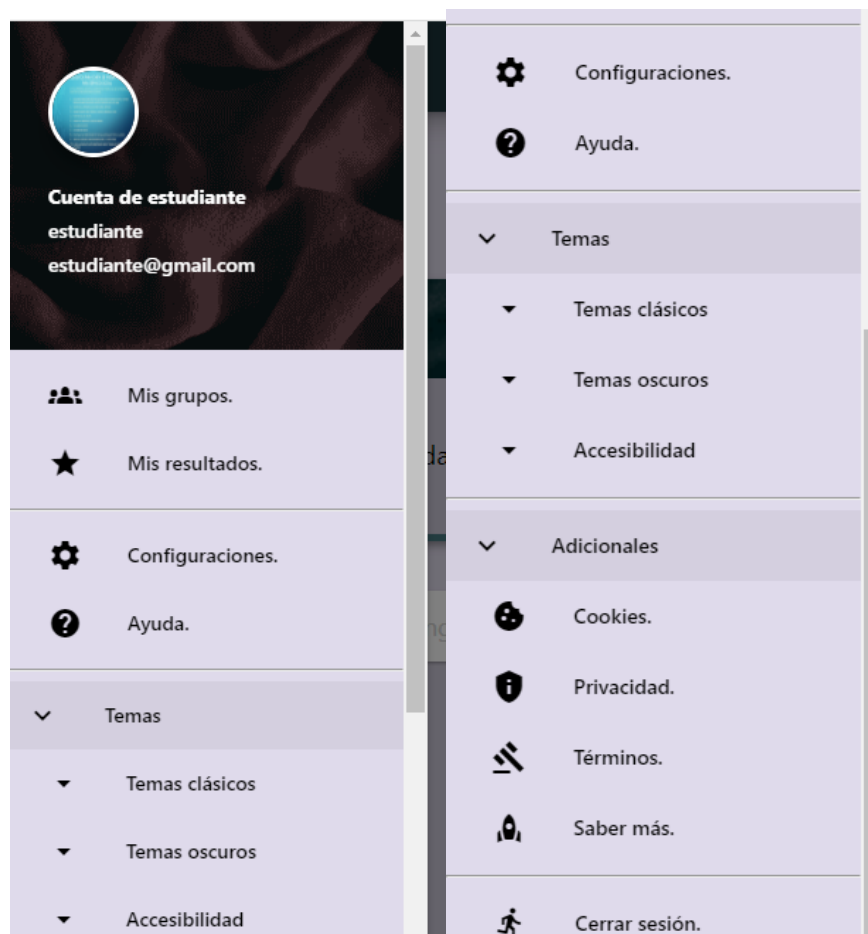 Cuenta de estudiante
estudiante
estudiante@gmail.com
Mis grupos.
Mis resultados.
Configuraciones.
Ayuda.
Temas
Temas clásicos
Temas oscuros
Accesibilidad
Configuraciones.
Ayuda.
Temas
Temas clásicos
Temas oscuros
Accesibilidad
Adicionales
Cookies.
Privacidad.
Términos.
Saber más.
Cerrar sesión.